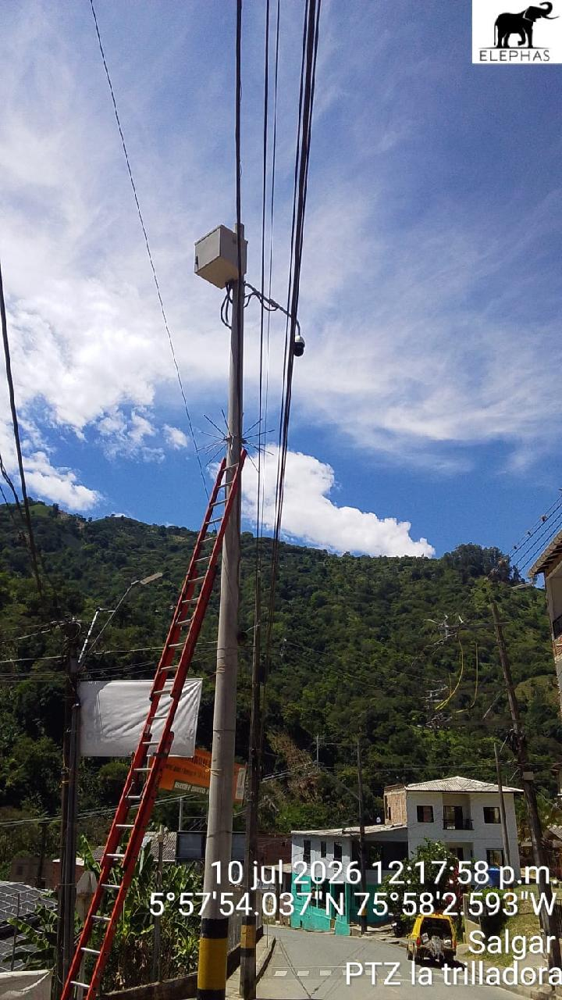 ELEPHAS
10 jul 2026 12:17:58 p.m.
5°57'54.037"N 75°58'2.593"W
Salgar
PTZ la trilladora